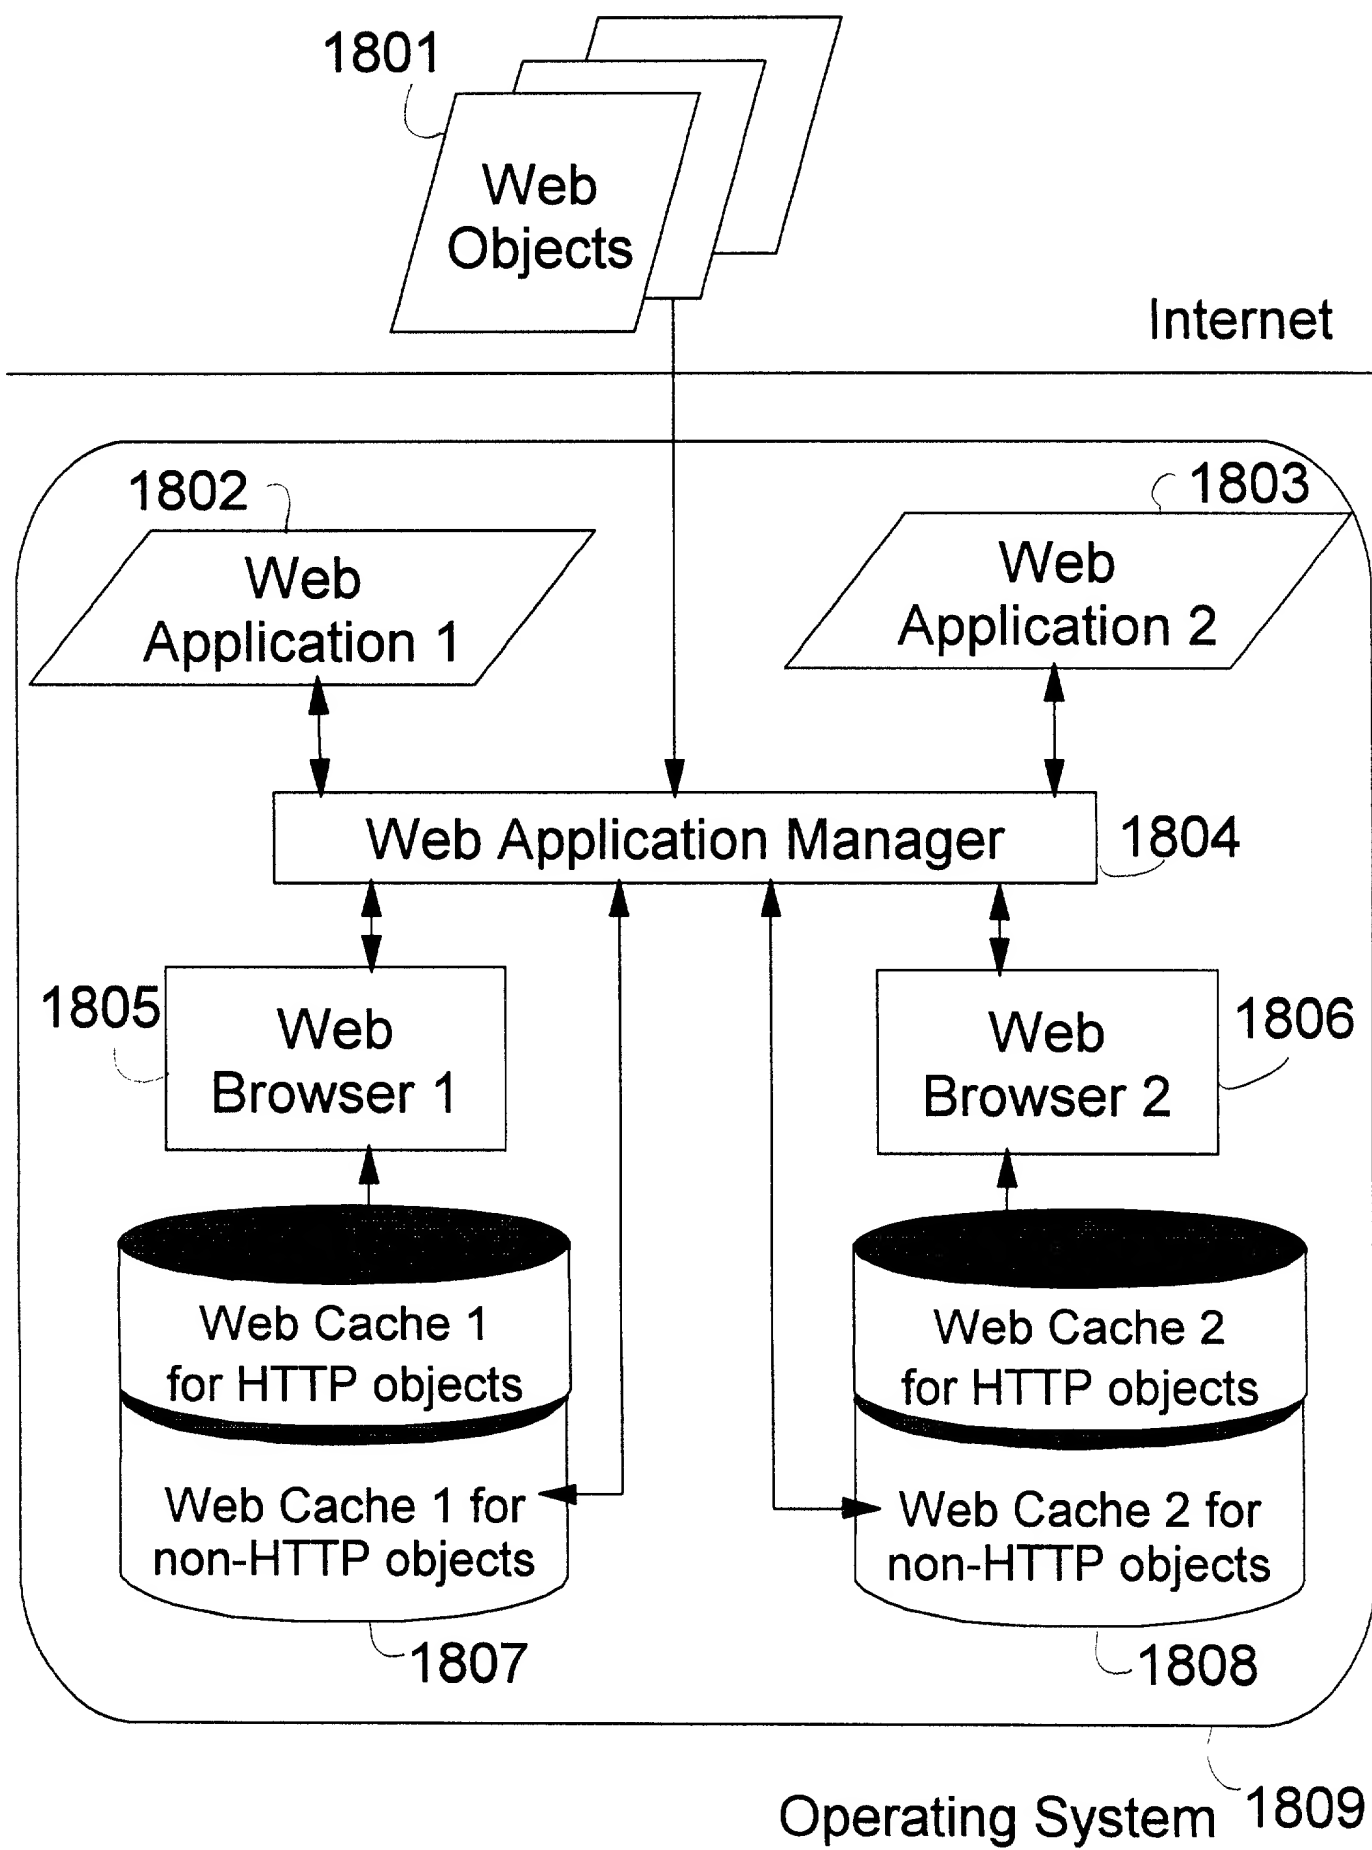 1801
Web
Objects
Internet
1802
1803
Web
Application 1
Web
Application 2
Web Application Manager
1804
1805
Web
Browser 1
Web
Browser 2
1806
Web Cache 1
for HTTP objects
Web Cache 2
for HTTP objects
Web Cache 1 for
non-HTTP objects
Web Cache 2 for
non-HTTP objects
1807
1808
1809
Operating System